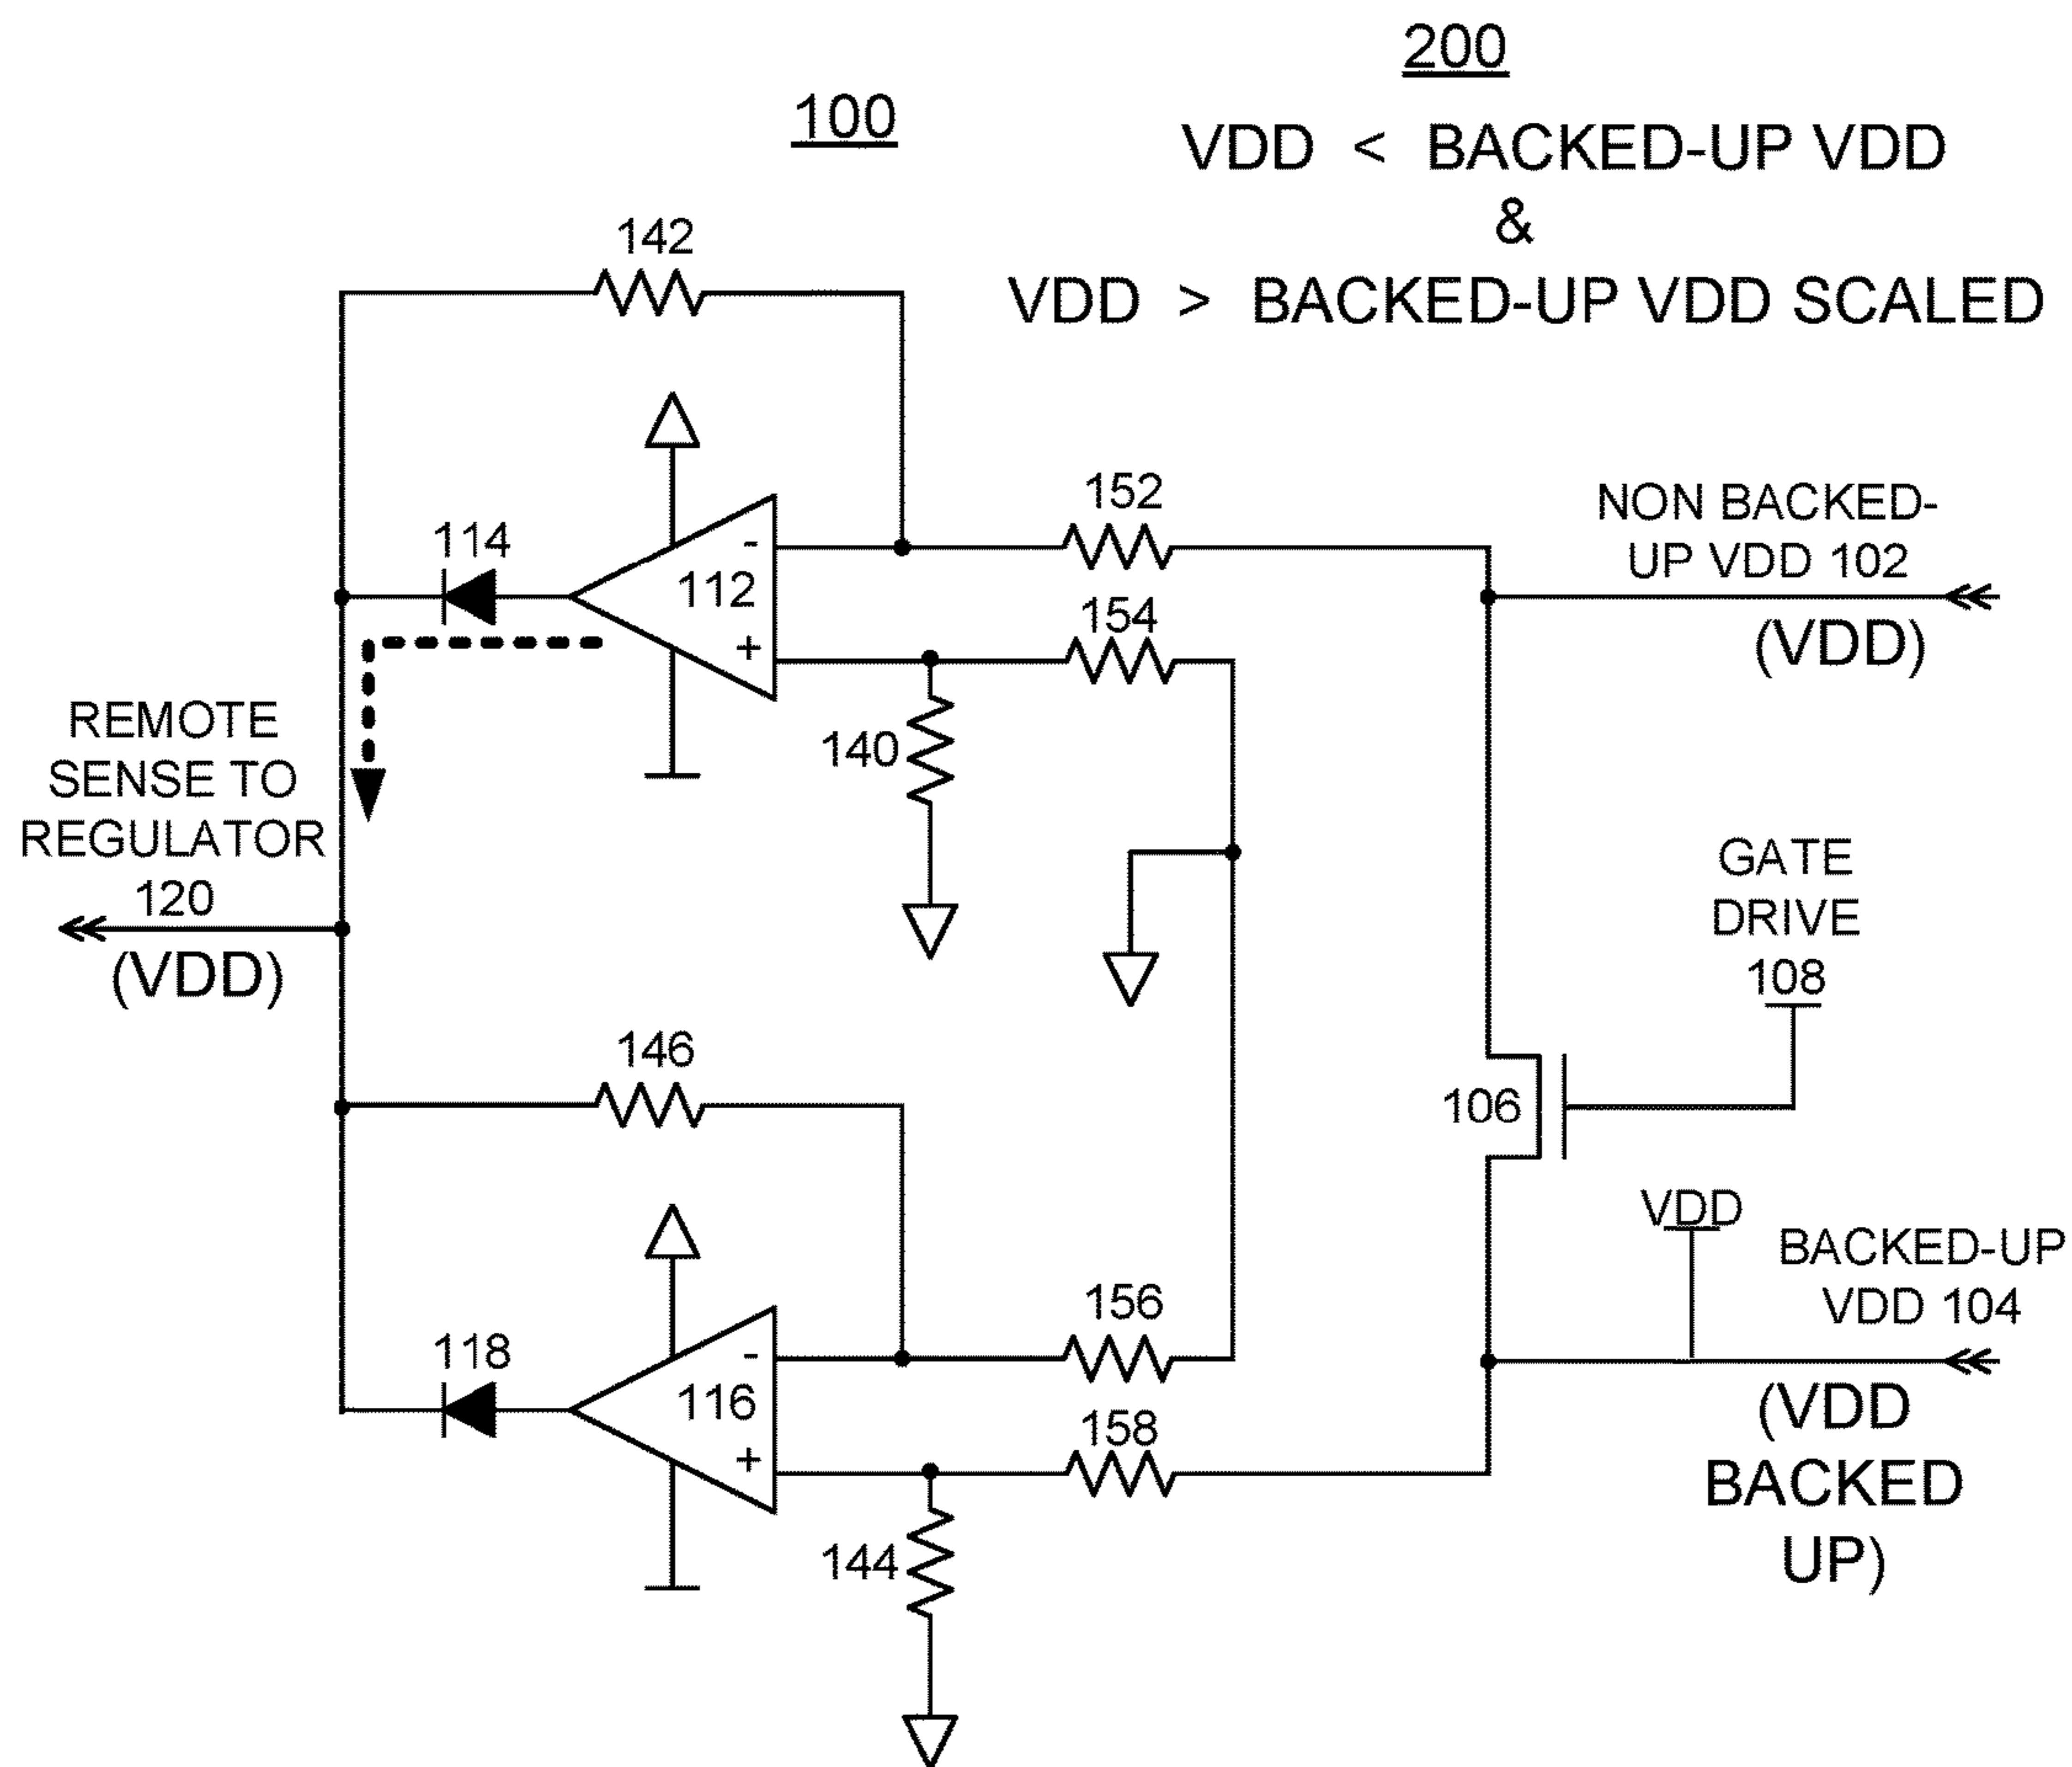 200
100
VDD < BACKED-UP VDD
&
VDD > BACKED-UP VDD SCALED
142
152
NON BACKED-
UP VDD 102
(VDD)
114
-
112
+
154
140
REMOTE
SENSE TO
REGULATOR
120
(VDD)
GATE
DRIVE
108
146
106
VDD
BACKED-UP
VDD 104
(VDD
BACKED
UP)
156
118
-
116
+
158
144